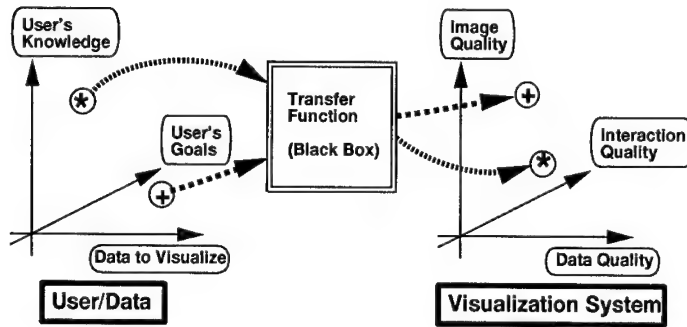 User's
Knowledge
*
User's
Goals
+
Data to Visualize
User/Data
Transfer
Function
(Black Box)
Image
Quality
+
Interaction
Quality
*
Data Quality
Visualization System